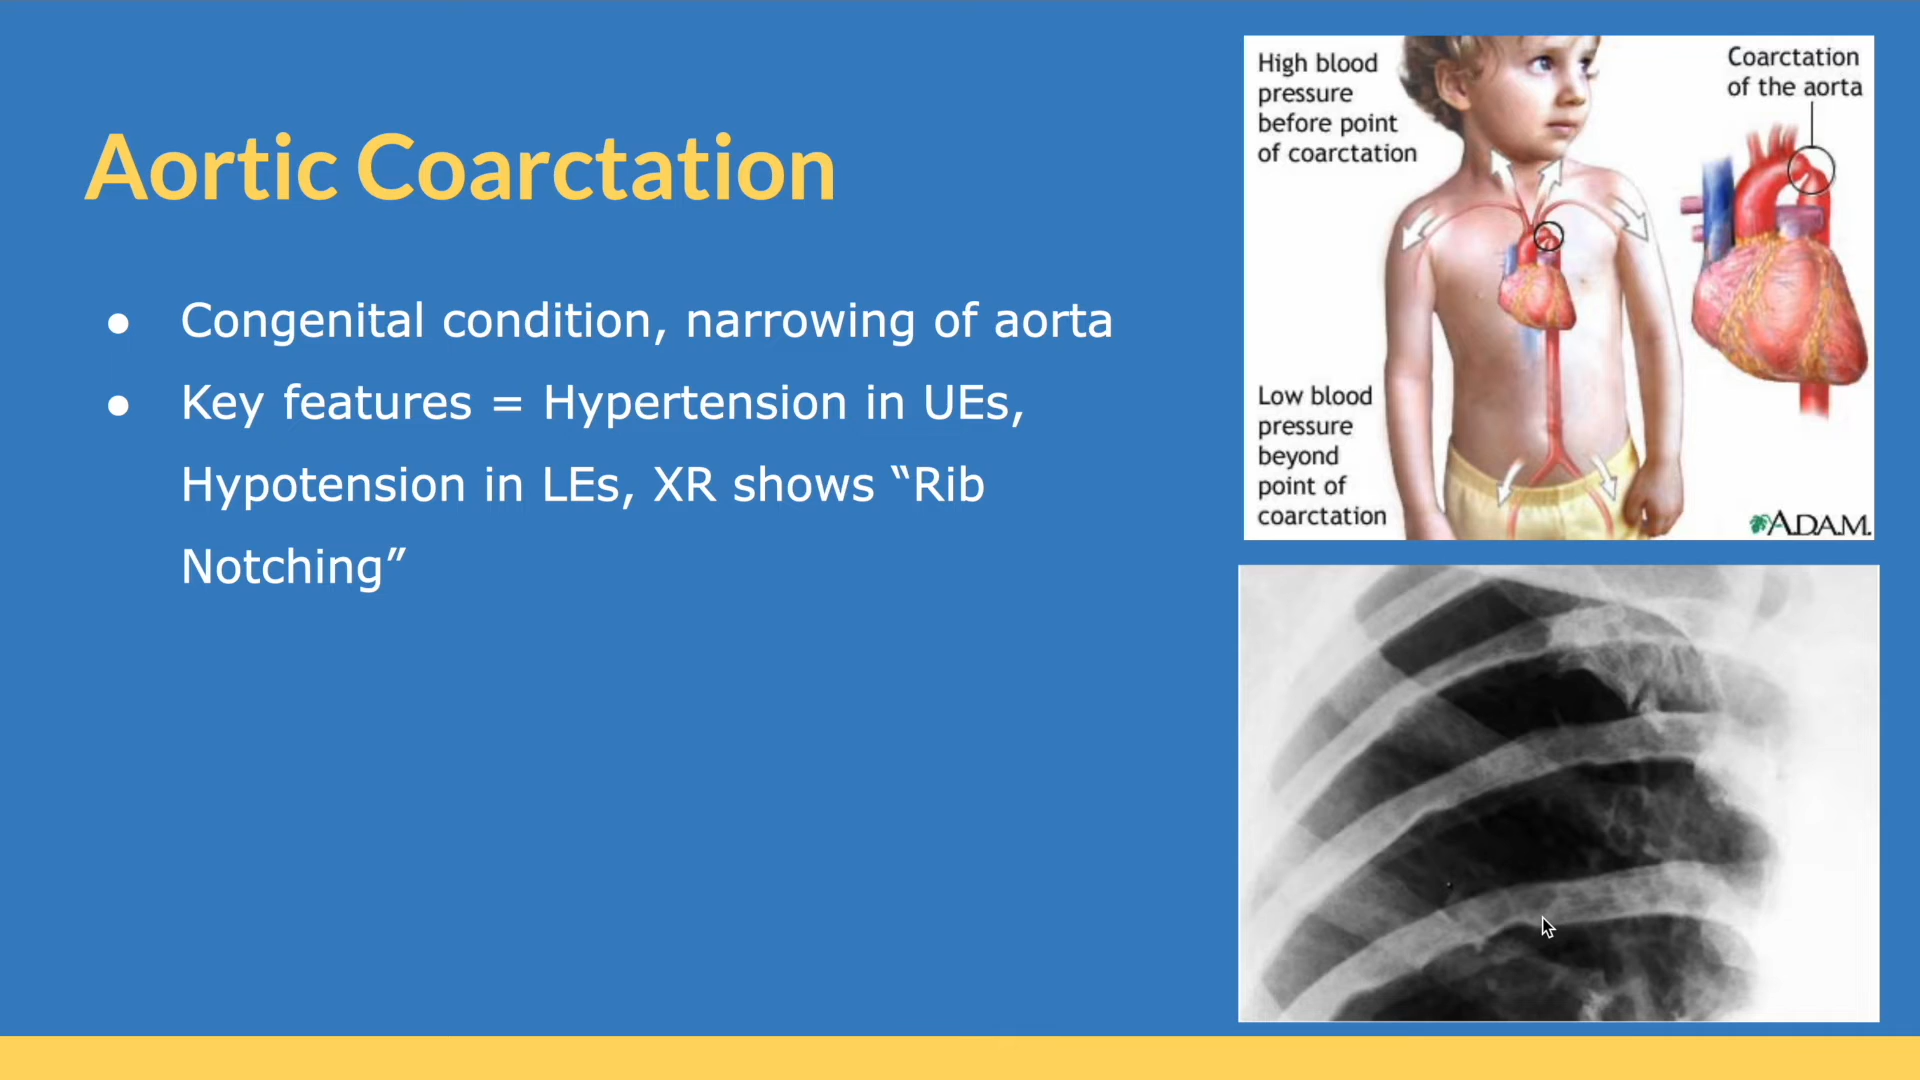 Aortic Coarctation
● Congenital condition, narrowing of aorta
● Key features = Hypertension in UEs,
Hypotension in LEs, XR shows “Rib
Notching”
High blood
pressure
before point
of coarctation
Coarctation
of the aorta
Low blood
pressure
beyond
point of
coarctation
A.D.A.M.